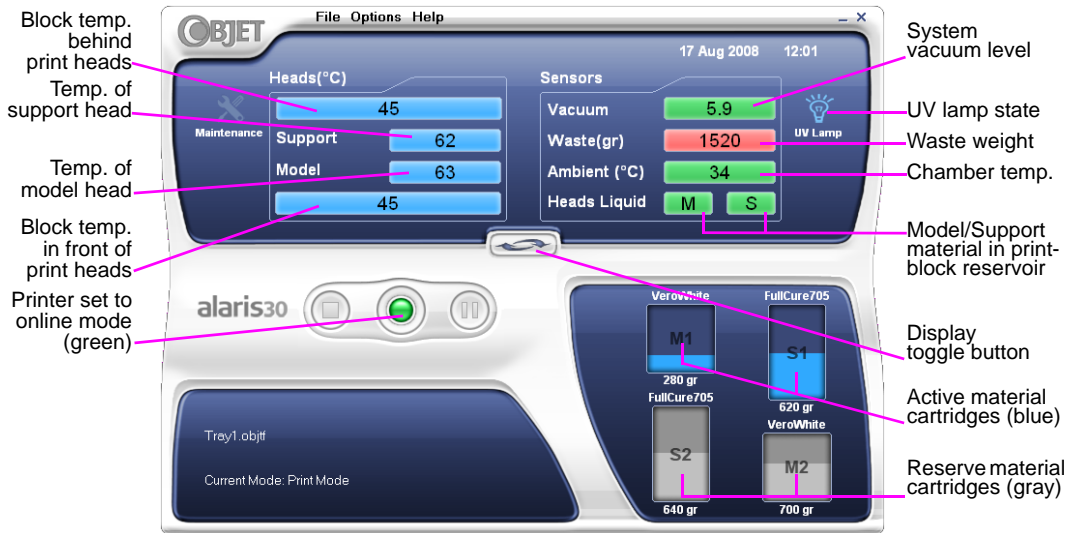 Block temp.
behind
print heads
Temp. of
support head
Temp. of
model head
Block temp.
in front of
print heads
Printer set to
online mode
(green)
OBJET
File Options Help
17 Aug 2008 12:01
Maintenance
Heads(°C)
45
Support 62
Model 63
45
Sensors
Vacuum 5.9
Waste(gr) 1520
Ambient (°C) 34
Heads Liquid M S
UV Lamp
alaris30
Tray1.objtf
Current Mode: Print Mode
VeroWhite
M1
280 gr
FullCure705
S1
620 gr
FullCure705
S2
640 gr
VeroWhite
M2
700 gr
System
vacuum level
UV lamp state
Waste weight
Chamber temp.
Model/Support
material in print-
block reservoir
Display
toggle button
Active material
cartridges (blue)
Reserve material
cartridges (gray)